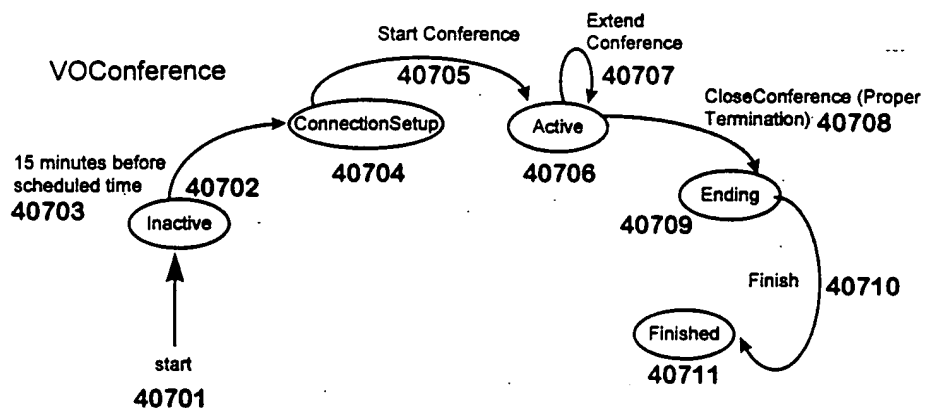 VOConference
Start Conference
40705
Extend
Conference
40707
CloseConference (Proper
Termination) 40708
ConnectionSetup
40704
Active
40706
15 minutes before
scheduled time
40703
40702
Inactive
Ending
40709
Finish
40710
Finished
40711
start
40701